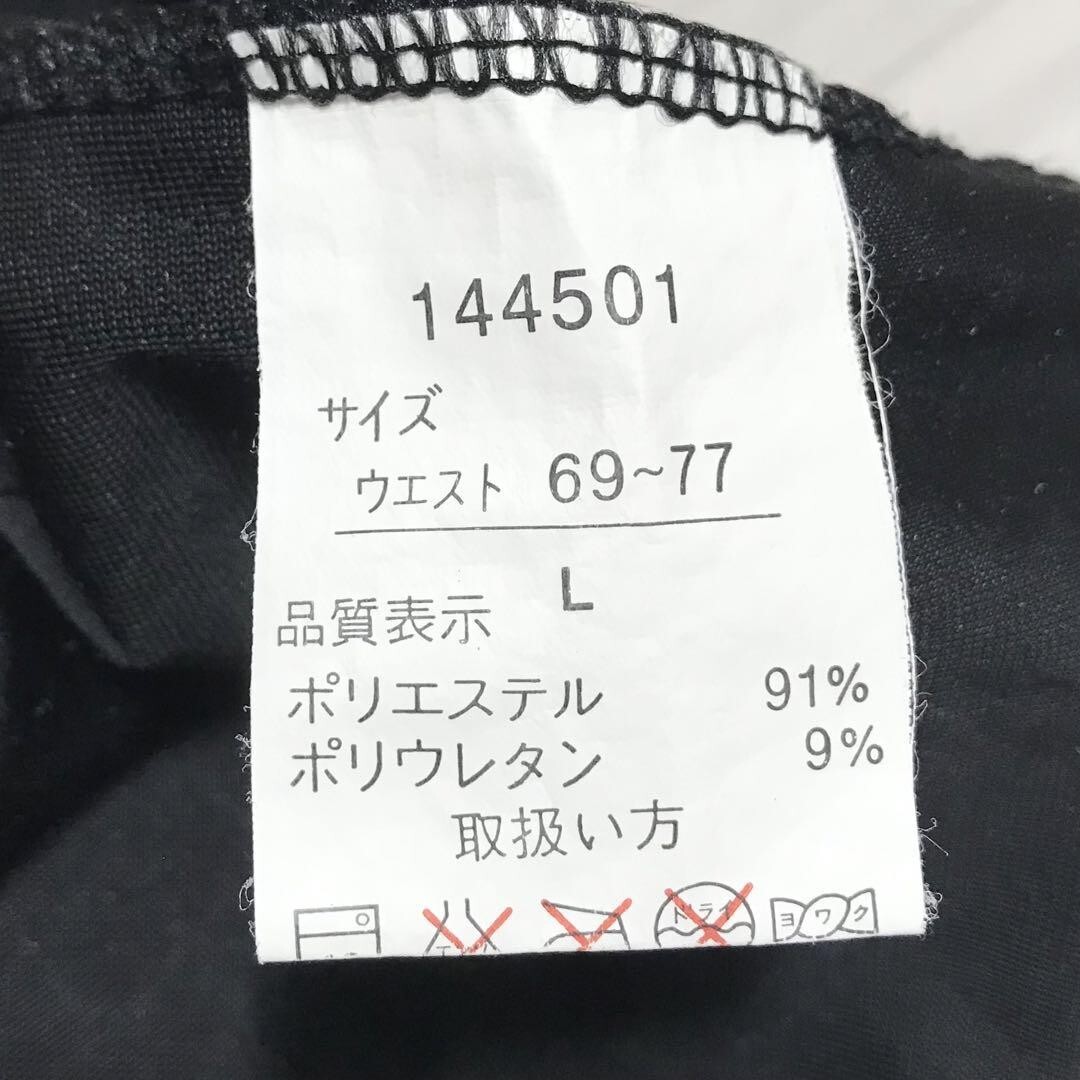 144501
サイズ
ウエスト 69~77
L
品質表示
ポリエステル 91%
ポリウレタン 9%
取扱い方
ドライ ヨワク